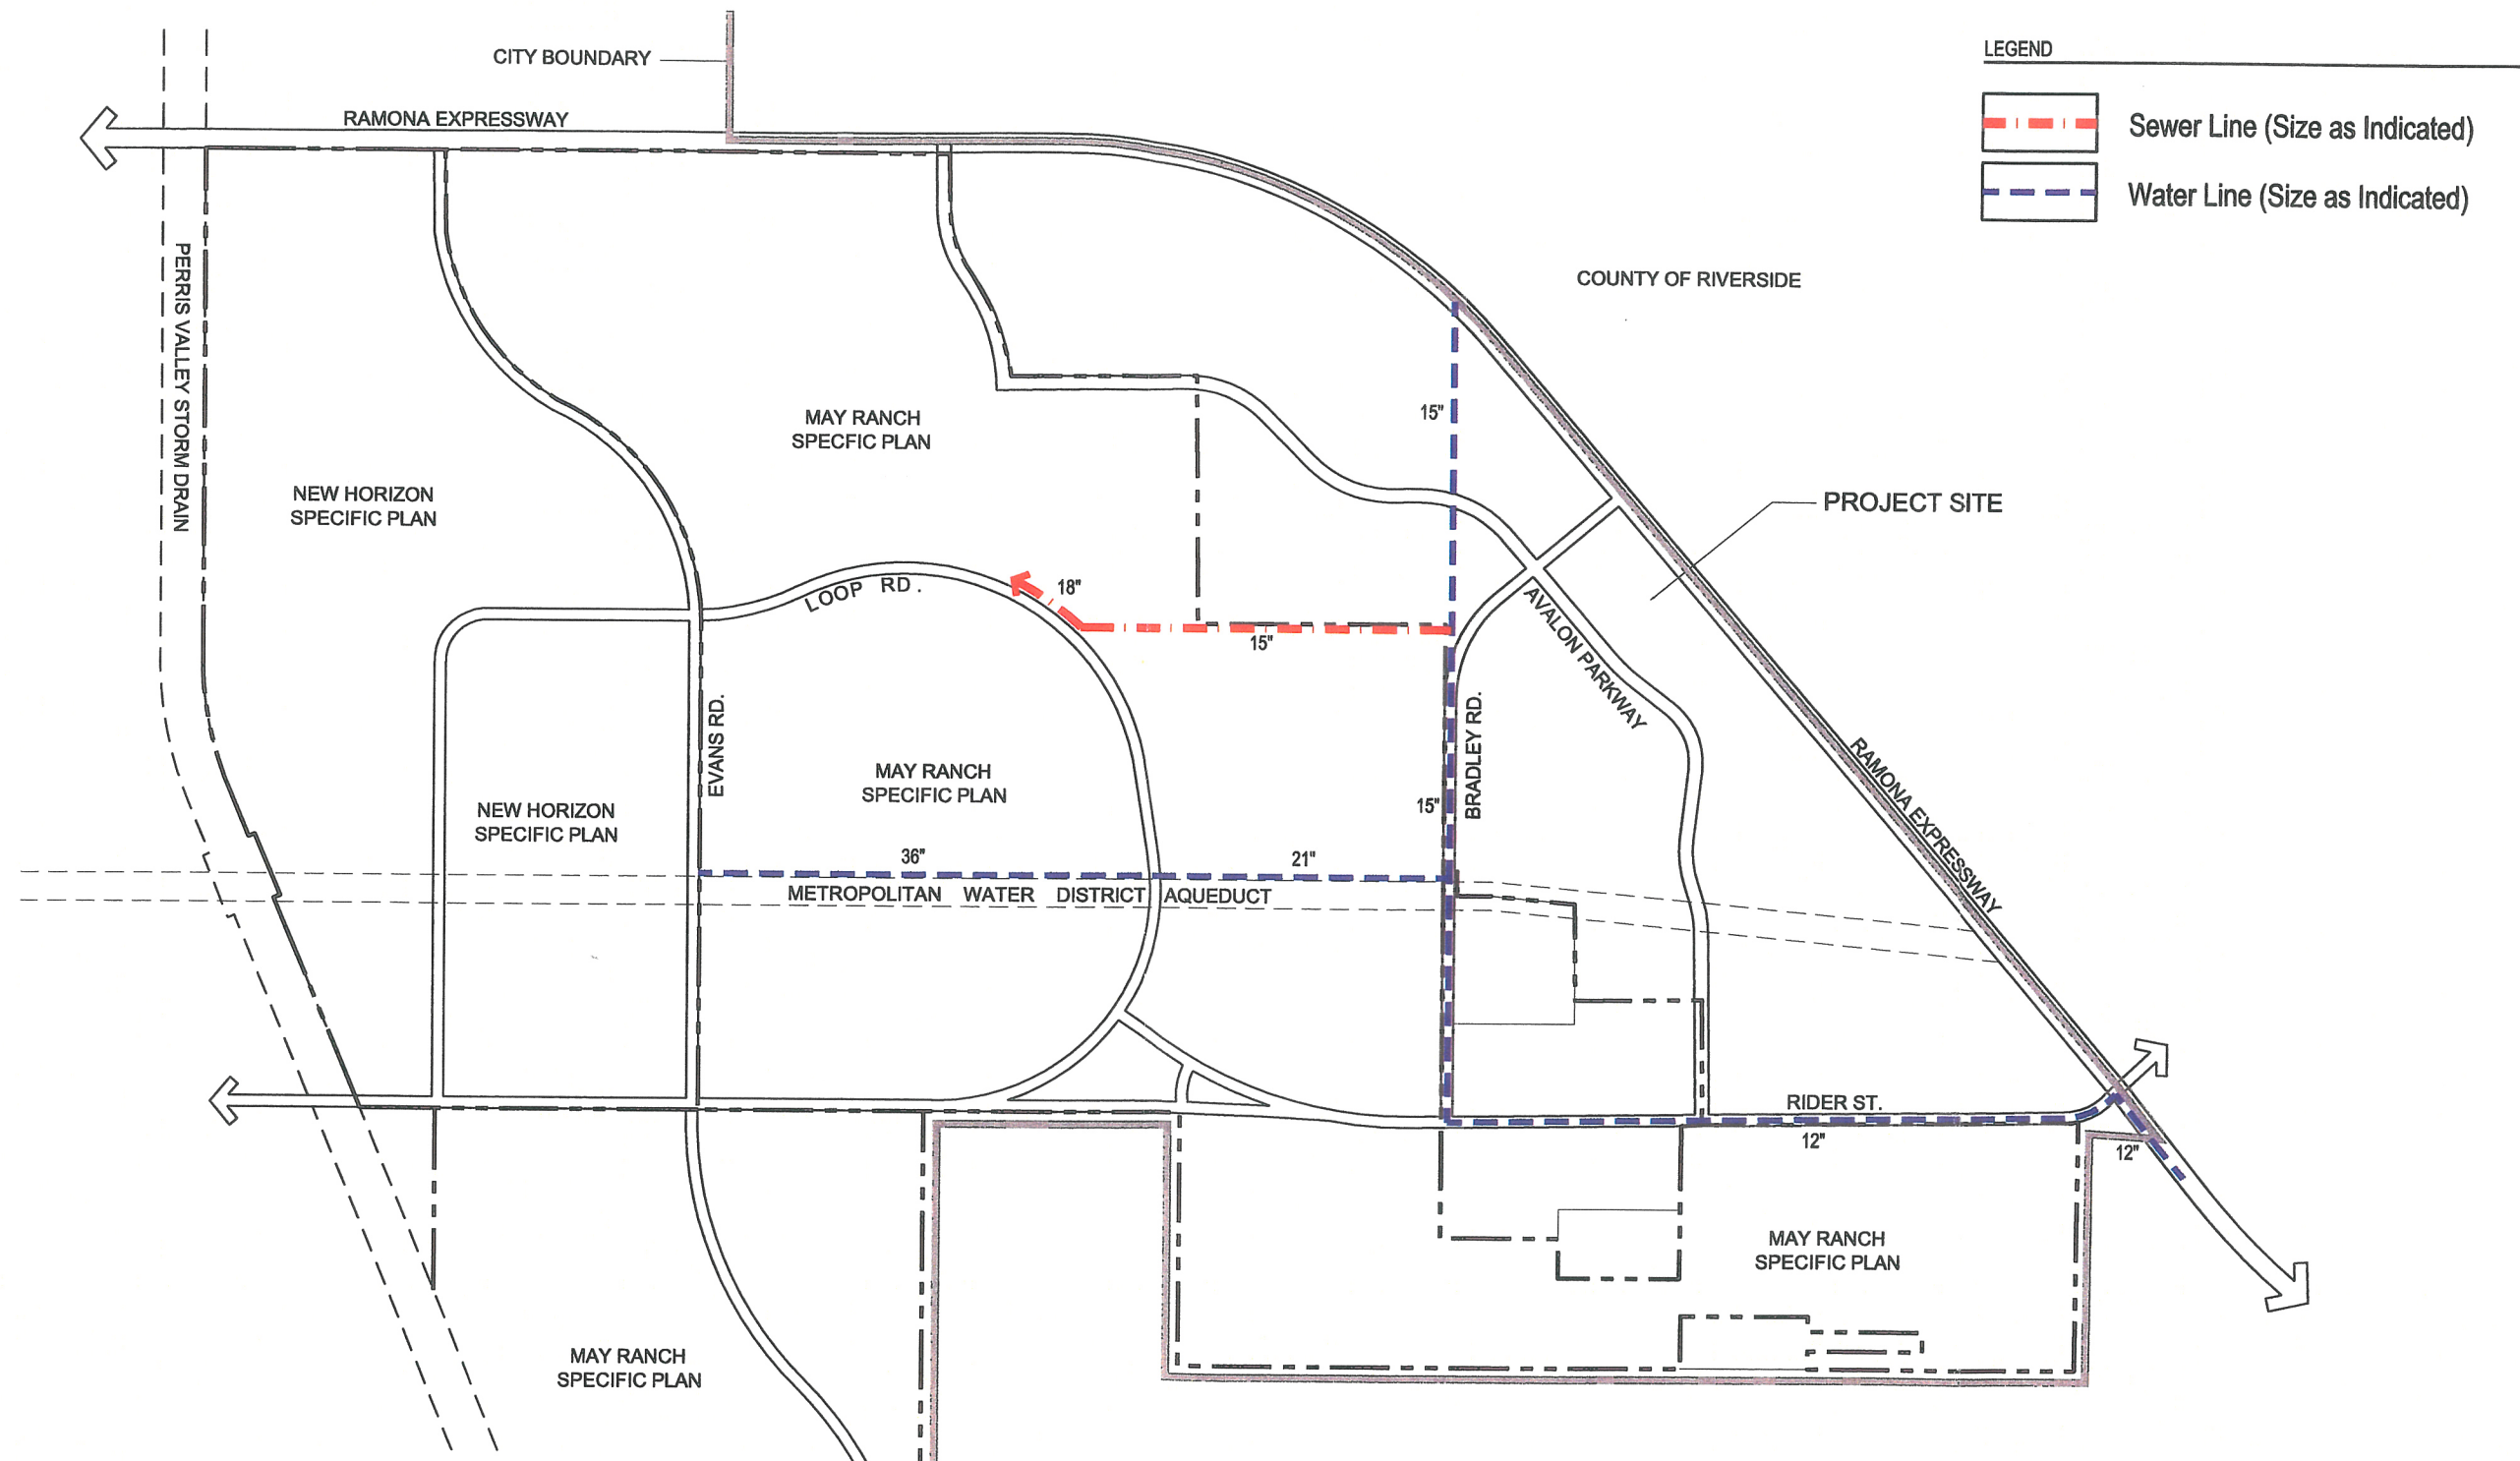 CITY BOUNDARY
LEGEND
RAMONA EXPRESSWAY
Sewer Line (Size as Indicated)
Water Line (Size as Indicated)
PERRIS VALLEY STORM DRAIN
COUNTY OF RIVERSIDE
15"
MAY RANCH
SPECFIC PLAN
NEW HORIZON
SPECIFIC PLAN
PROJECT SITE
LOOP RD.
18"
15"
AVALON PARKWAY
EVANS RD.
BRADLEY RD.
15"
RAMONA EXPRESSWAY
MAY RANCH
SPECIFIC PLAN
NEW HORIZON
SPECIFIC PLAN
36"
21"
METROPOLITAN WATER DISTRICT AQUEDUCT
RIDER ST.
12"
12"
MAY RANCH
SPECIFIC PLAN
MAY RANCH
SPECIFIC PLAN